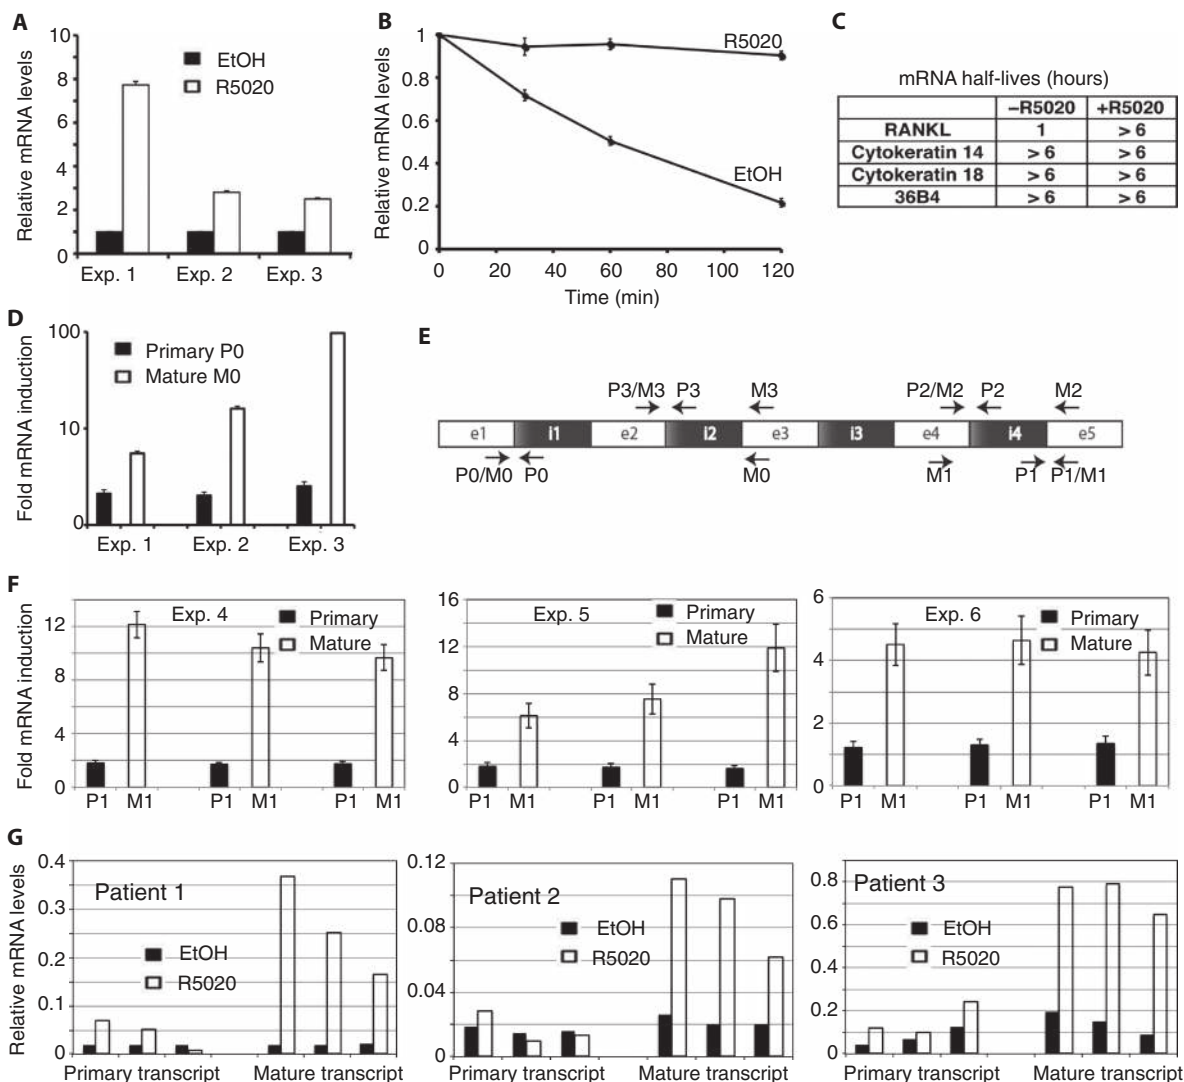 A
Relative mRNA levels
10
8
6
4
2
0
EtOH
R5020
Exp. 1 Exp. 2 Exp. 3
B
Relative mRNA levels
1
0.8
0.6
0.4
0.2
0
R5020
EtOH
0 20 40 60 80 100 120
Time (min)
C
mRNA half-lives (hours)
–R5020 +R5020
RANKL 1 > 6
Cytokeratin 14 > 6 > 6
Cytokeratin 18 > 6 > 6
36B4 > 6 > 6
D
Fold mRNA induction
100
10
0
Primary P0
Mature M0
Exp. 1 Exp. 2 Exp. 3
E
P3/M3 P3 M3 P2/M2 P2 M2
e1 i1 e2 i2 e3 i3 e4 i4 e5
P0/M0 P0 M0 M1 P1 P1/M1
F
Fold mRNA induction
12
8
4
2
0
Exp. 4
Primary
Mature
P1 M1 P1 M1 P1 M1
16
12
8
4
0
Exp. 5
Primary
Mature
P1 M1 P1 M1 P1 M1
6
4
2
0
Exp. 6
Primary
Mature
P1 M1 P1 M1 P1 M1
G
Relative mRNA levels
0.4
0.3
0.2
0.1
0
Patient 1
EtOH
R5020
Primary transcript Mature transcript
0.12
0.08
0.04
0
Patient 2
EtOH
R5020
Primary transcript Mature transcript
0.8
0.6
0.4
0.2
0
Patient 3
EtOH
R5020
Primary transcript Mature transcript